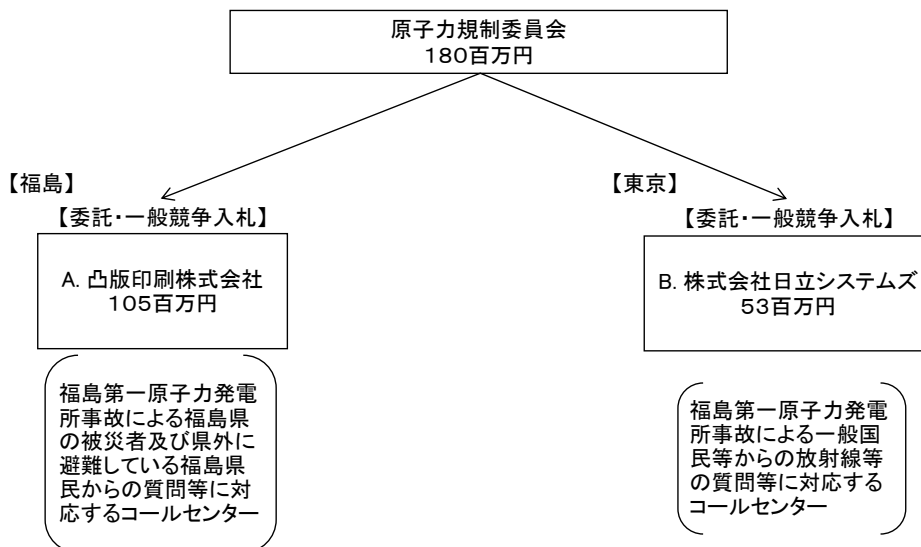 原子力規制委員会
180百万円
【福島】
【委託・一般競争入札】
A. 凸版印刷株式会社
105百万円
福島第一原子力発電
所事故による福島県
の被災者及び県外に
避難している福島県
民からの質問等に対
応するコールセンター
【東京】
【委託・一般競争入札】
B. 株式会社日立システムズ
53百万円
福島第一原子力発電
所事故による一般国
民等からの放射線等
の質問等に対応する
コールセンター